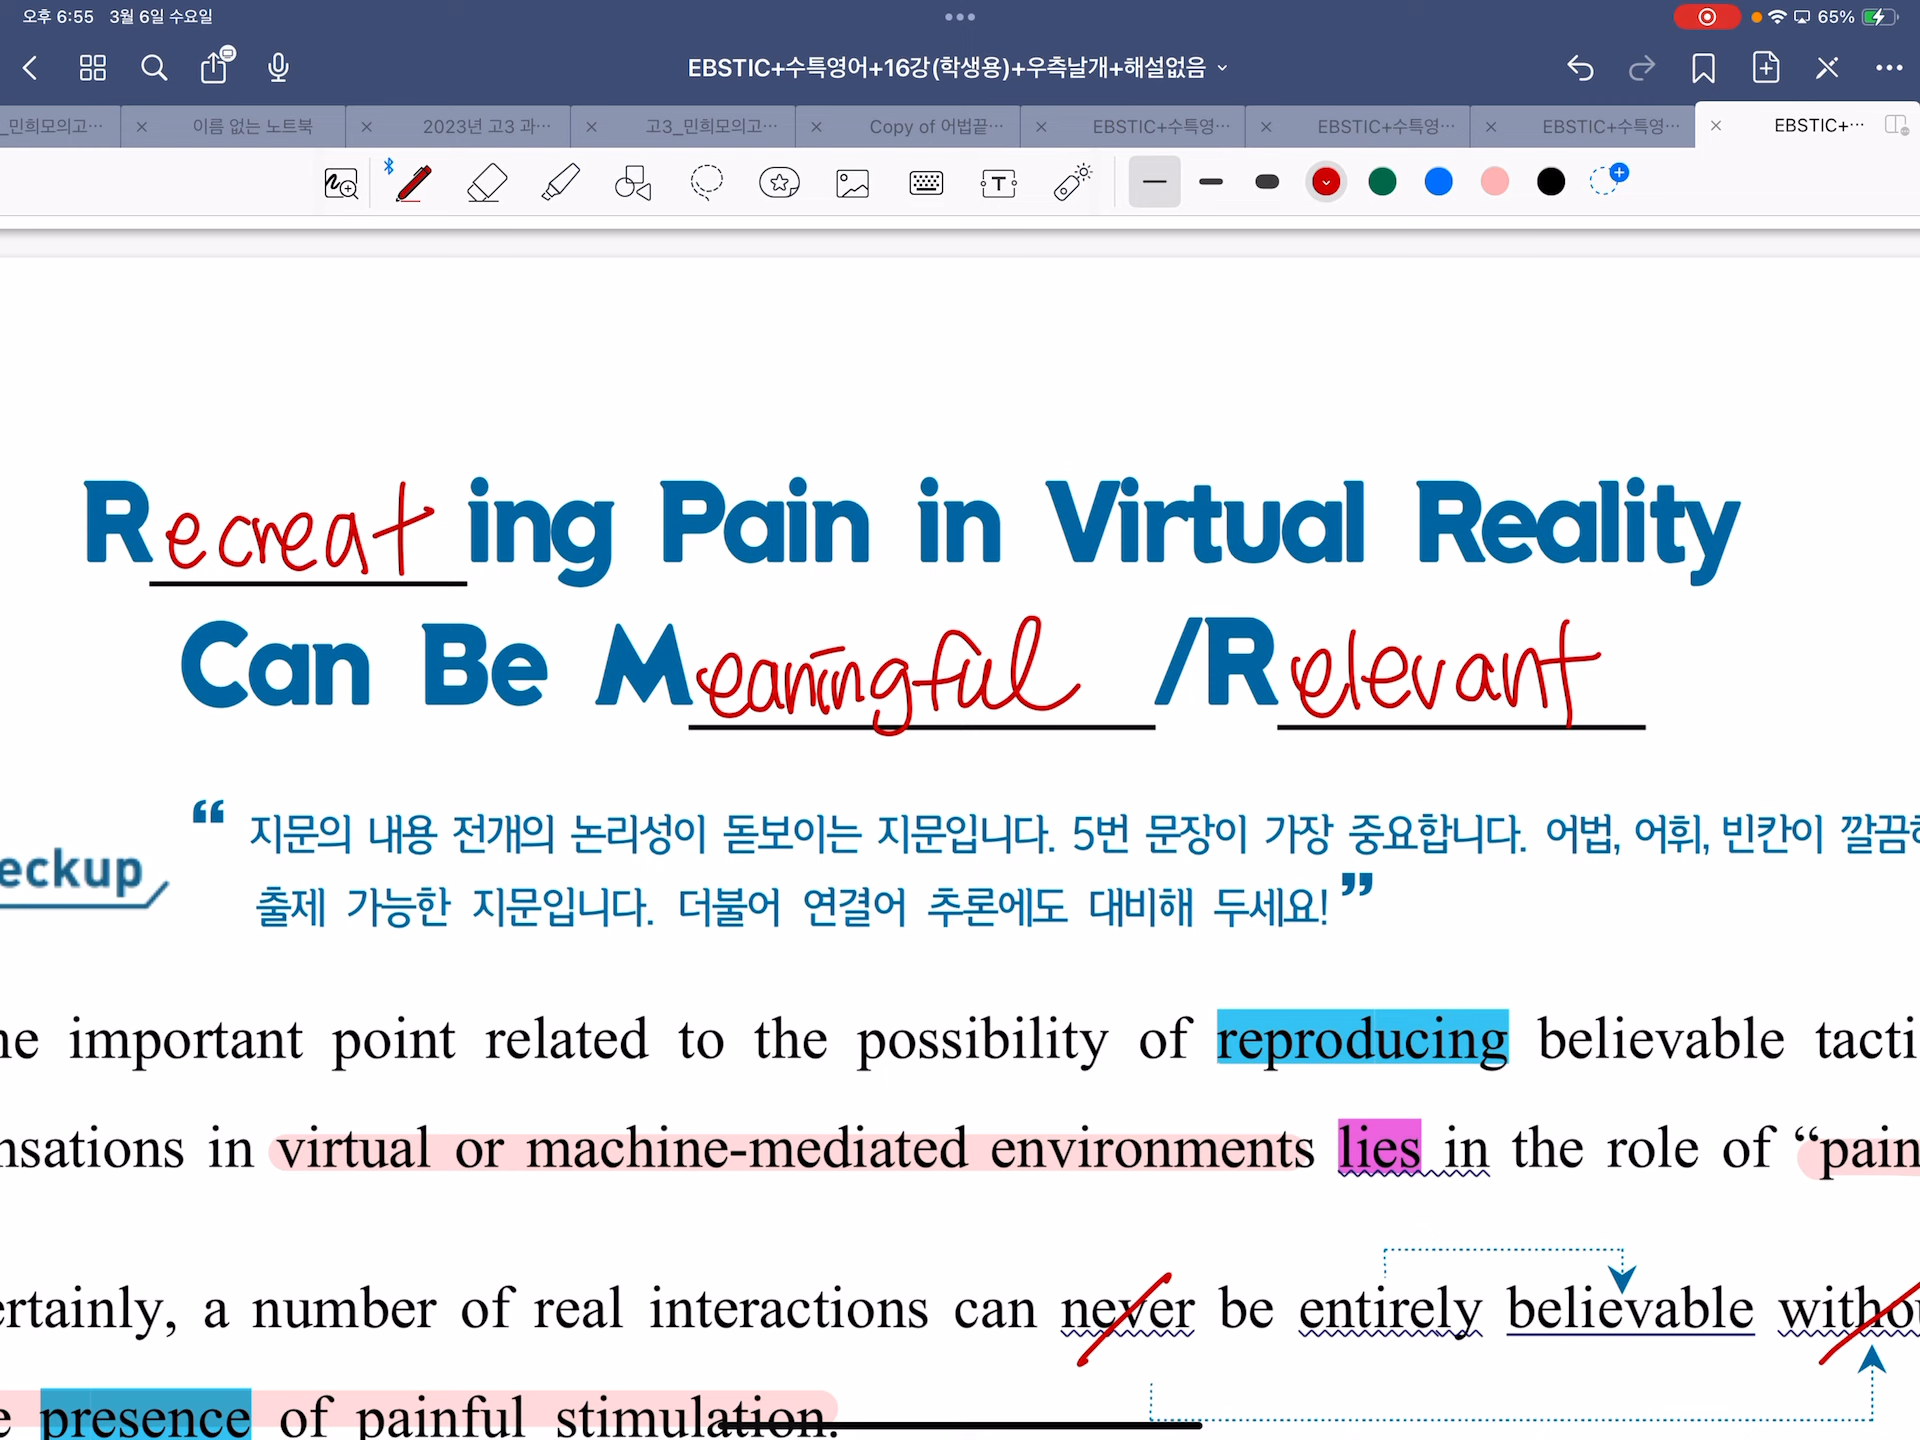 오후 6:55 3월 6일 수요일
65%
EBSTIC+수특영어+16강(학생용)+우측날개+해설없음
_민희모의고… 이름 없는 노트북 2023년 고3 과… 고3_민희모의고… Copy of 어법끝… EBSTIC+수특영… EBSTIC+수특영… EBSTIC+수특영… EBSTIC+…
T
Recreating Pain in Virtual Reality
Can Be Meaningful /Relevant
“ 지문의 내용 전개의 논리성이 돋보이는 지문입니다. 5번 문장이 가장 중요합니다. 어법, 어휘, 빈칸이 깔끔하
eckup
출제 가능한 지문입니다. 더불어 연결어 추론에도 대비해 두세요! ”
ne important point related to the possibility of reproducing believable tacti
nsations in virtual or machine-mediated environments lies in the role of “pain
ertainly, a number of real interactions can never be entirely believable witho
e presence of painful stimulation.